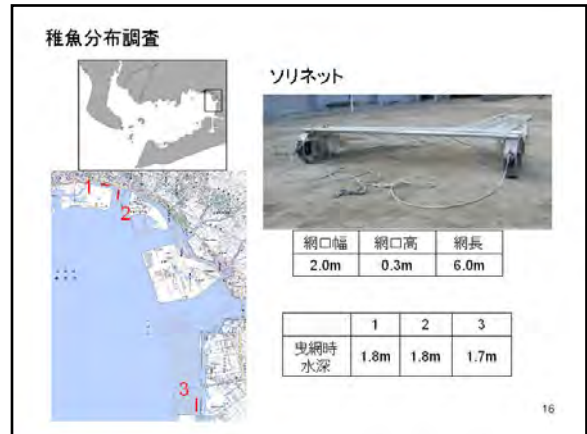 稚魚分布調査
ソリネット
1
2
3
網口幅 網口高 網長
2.0m 0.3m 6.0m
1 2 3
曳網時水深 1.8m 1.8m 1.7m
16